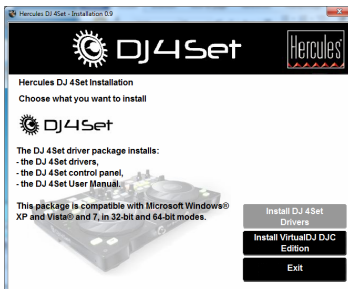 Hercules DJ 4Set - Installation 0.9
DJ4Set
Hercules
Hercules DJ 4Set Installation
Choose what you want to install
DJ4Set
The DJ 4Set driver package installs:
- the DJ 4Set drivers,
- the DJ 4Set control panel,
- the DJ 4Set User Manual.
This package is compatible with Microsoft Windows®
XP and Vista® and 7, in 32-bit and 64-bit modes.
Install DJ 4Set
Drivers
Install VirtualDJ DJC
Edition
Exit